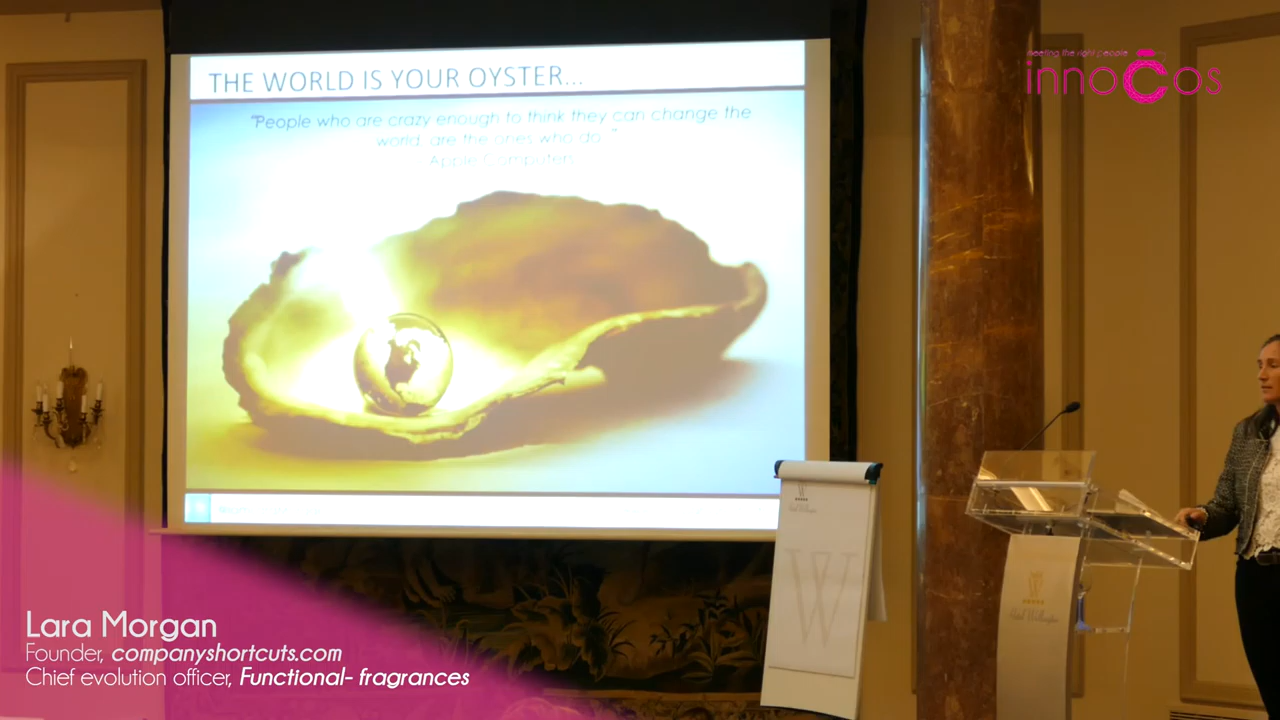 THE WORLD IS YOUR OYSTER...
"People who are crazy enough to think they can change the
world, are the ones who do."
Apple Computers
meeting the right people
innoCos
W
W
Lara Morgan
Founder, companyshortcuts.com
Chief evolution officer, Functional- fragrances